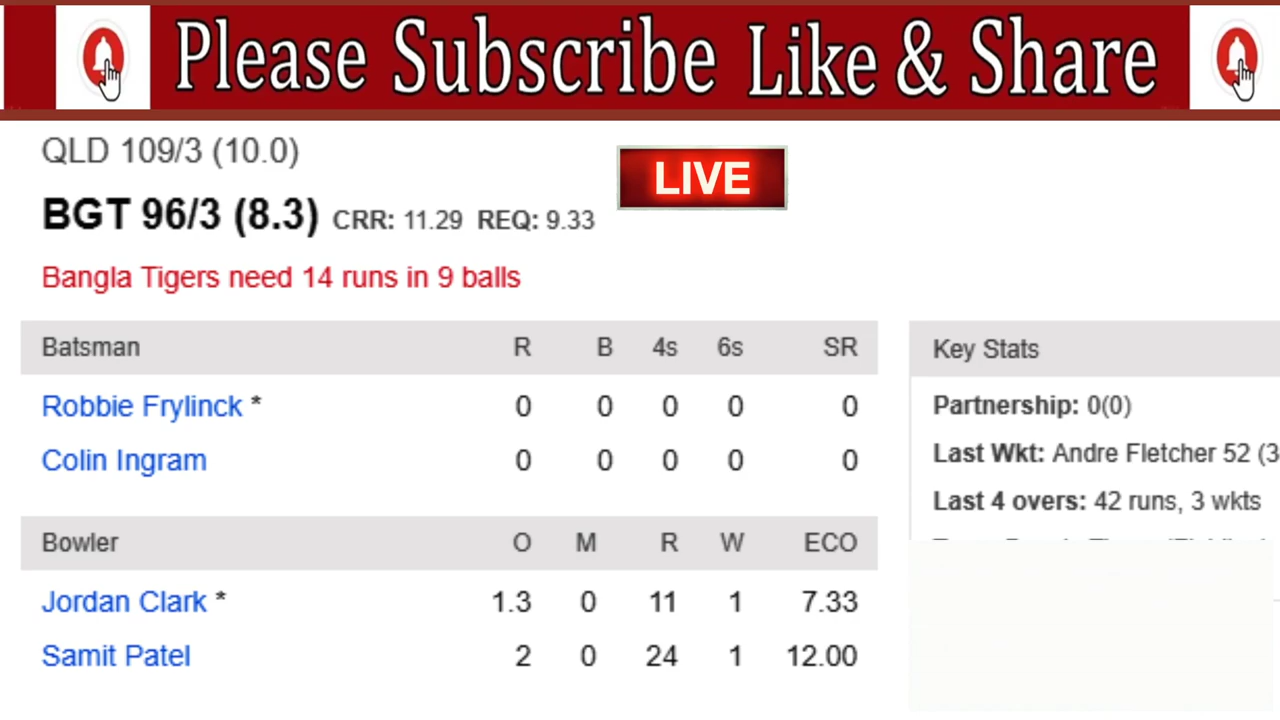 Please Subscribe Like & Share
QLD 109/3 (10.0)
LIVE
BGT 96/3 (8.3) CRR: 11.29 REQ: 9.33
Bangla Tigers need 14 runs in 9 balls
Batsman R B 4s 6s SR
Robbie Frylinck * 0 0 0 0 0
Colin Ingram 0 0 0 0 0
Bowler O M R W ECO
Jordan Clark * 1.3 0 11 1 7.33
Samit Patel 2 0 24 1 12.00
Key Stats
Partnership: 0(0)
Last Wkt: Andre Fletcher 52 (3
Last 4 overs: 42 runs, 3 wkts